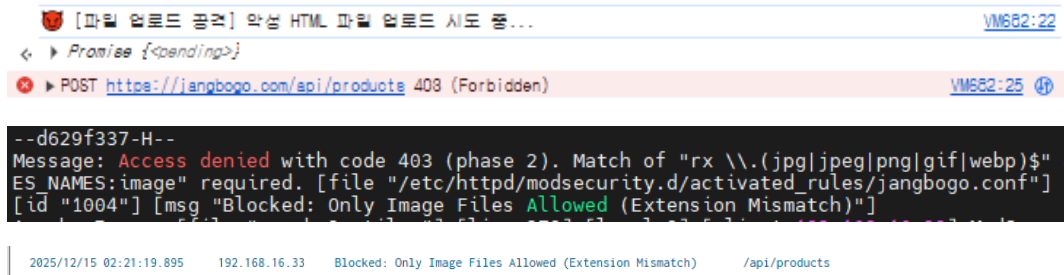 [파일 업로드 공격] 악성 HTML 파일 업로드 시도 중... VM682:22
Promise {<pending>}
POST https://jangbogo.com/api/products 403 (Forbidden) VM682:25
--d629f337-H--
Message: Access denied with code 403 (phase 2). Match of "rx \\.(jpg|jpeg|png|gif|webp)$"
ES_NAMES:image" required. [file "/etc/httpd/modsecurity.d/activated_rules/jangbogo.conf"]
[id "1004"] [msg "Blocked: Only Image Files Allowed (Extension Mismatch)"]
2025/12/15 02:21:19.895 192.168.16.33 Blocked: Only Image Files Allowed (Extension Mismatch) /api/products